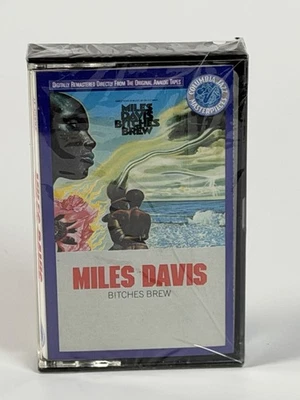 DIGITALLY REMASTERED DIRECTLY FROM THE ORIGINAL ANALOG TAPES
COLUMBIA JAZZ
MASTERPIECES
MILES
DAVIS
BITCHES
BREW
MILES DAVIS
BITCHES BREW